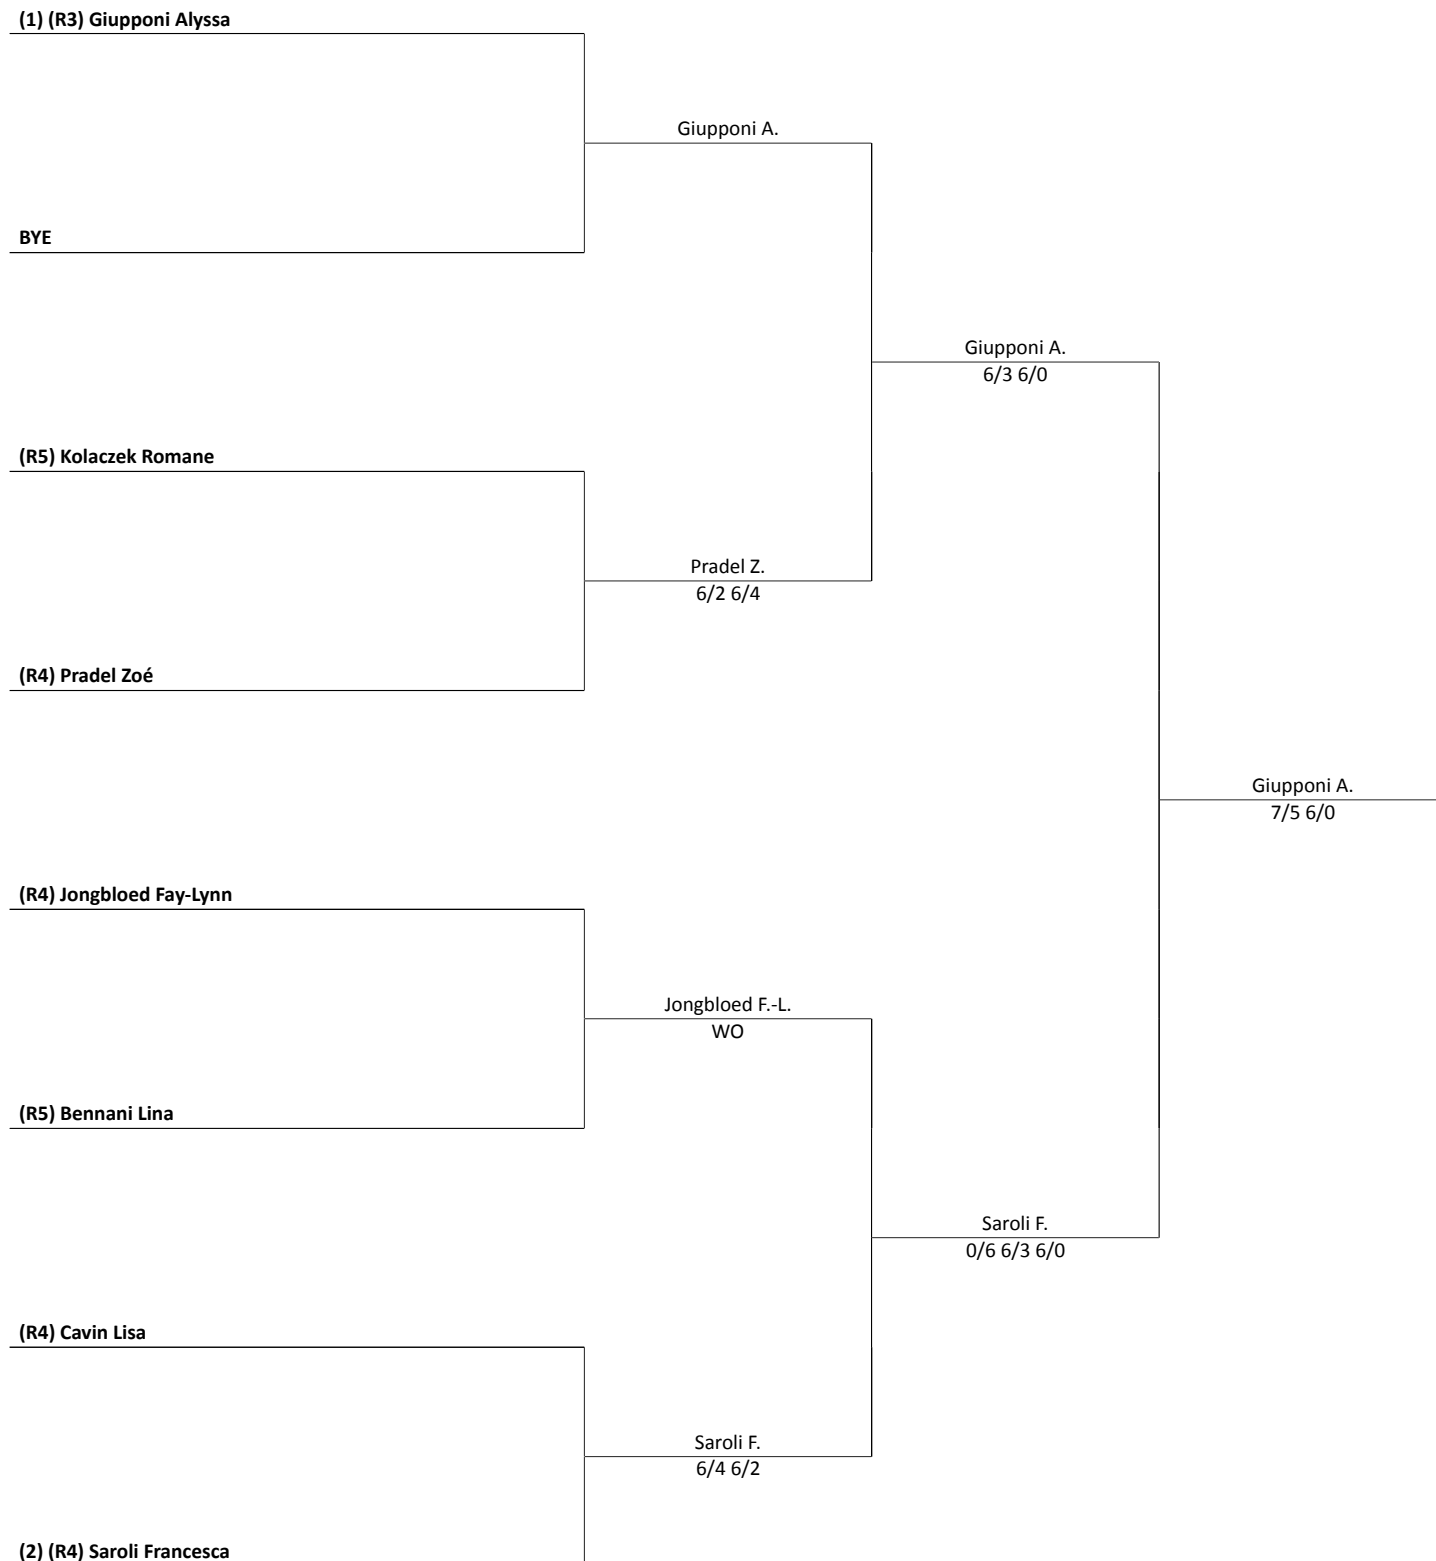 (1) (R3) Giupponi Alyssa
Giupponi A.
BYE
Giupponi A.
6/3 6/0
(R5) Kolaczek Romane
Pradel Z.
6/2 6/4
(R4) Pradel Zoé
Giupponi A.
7/5 6/0
(R4) Jongbloed Fay-Lynn
Jongbloed F.-L.
WO
(R5) Bennani Lina
Saroli F.
0/6 6/3 6/0
(R4) Cavin Lisa
Saroli F.
6/4 6/2
(2) (R4) Saroli Francesca